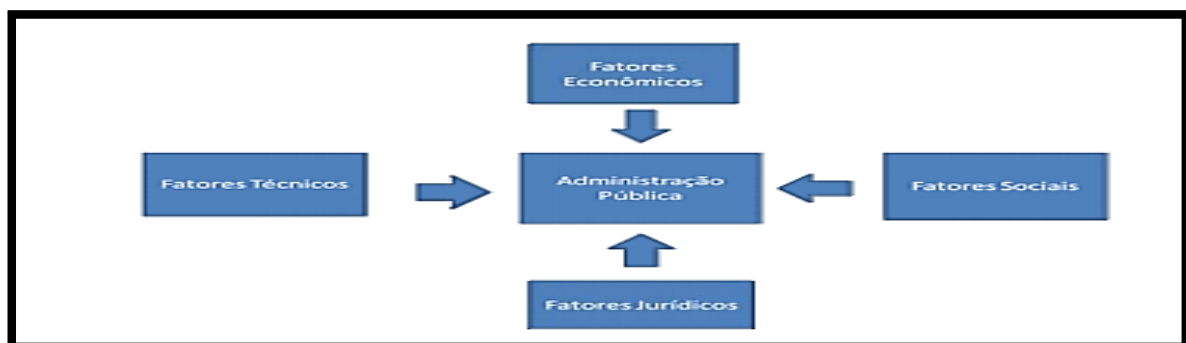 Fatores
Econômicos
Fatores Técnicos
Administração
Pública
Fatores Sociais
Fatores Jurídicos